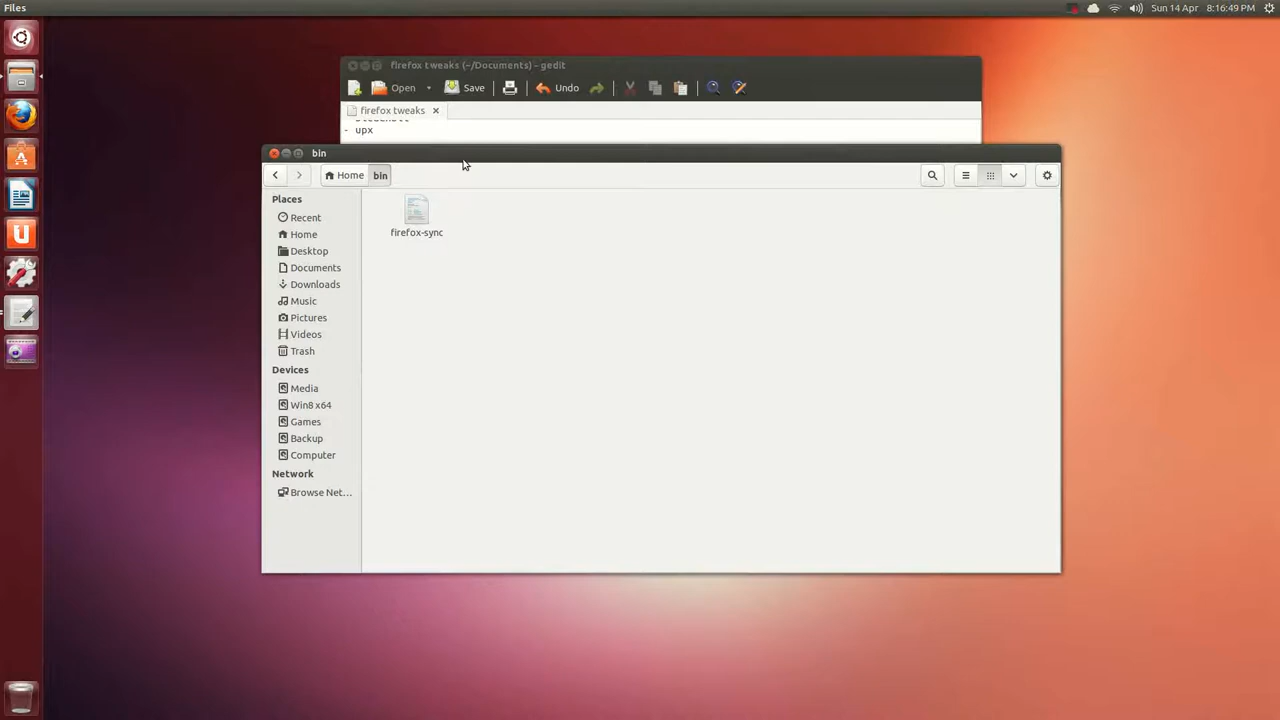 Files
Sun 14 Apr 8:16:49 PM
firefox tweaks (~/Documents) - gedit
Open Save Undo
firefox tweaks
- upx
bin
Home bin
Places
Recent
Home
Desktop
Documents
Downloads
Music
Pictures
Videos
Trash
Devices
Media
Win8 x64
Games
Backup
Computer
Network
Browse Net...
firefox-sync